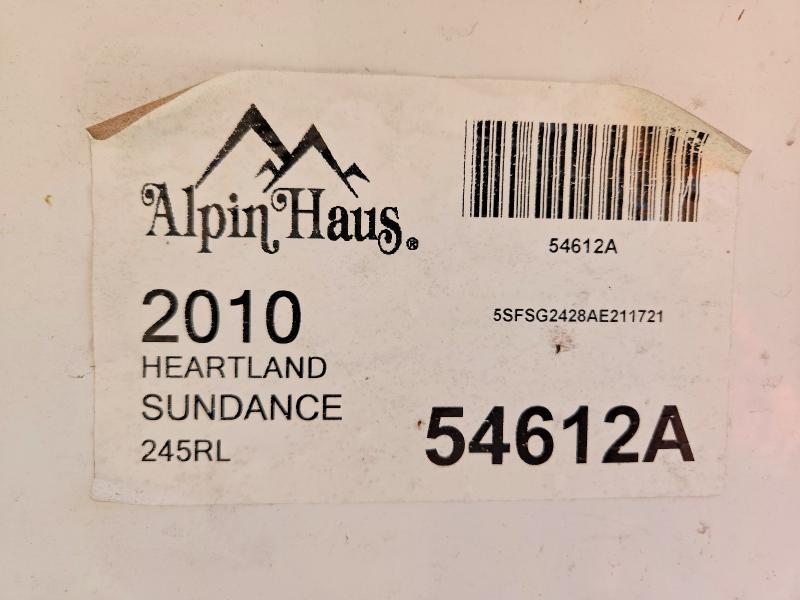 Alpin Haus®
2010
HEARTLAND
SUNDANCE
245RL
54612A
5SFSG2428AE211721
54612A